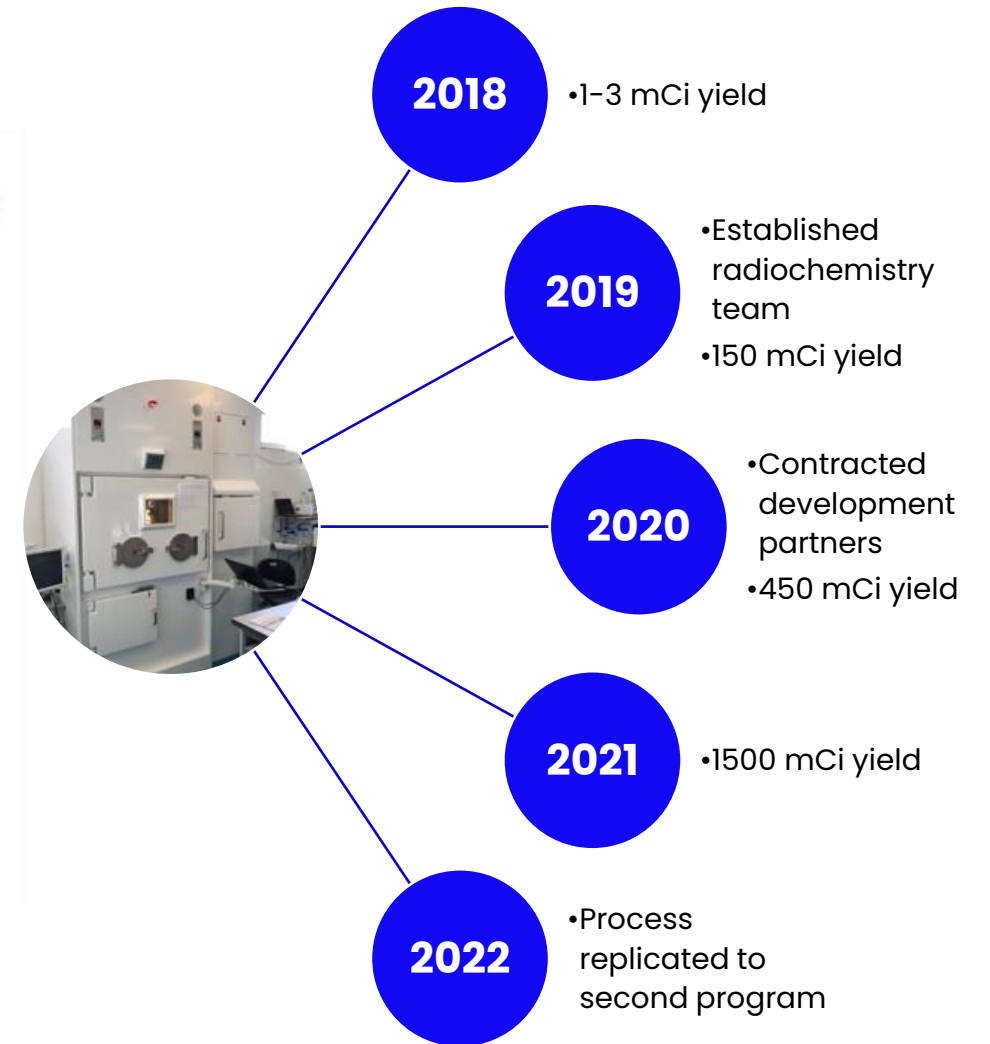 2018
•1-3 mCi yield
2019
•Established
radiochemistry
team
•150 mCi yield
2020
•Contracted
development
partners
•450 mCi yield
2021
•1500 mCi yield
2022
•Process
replicated to
second program